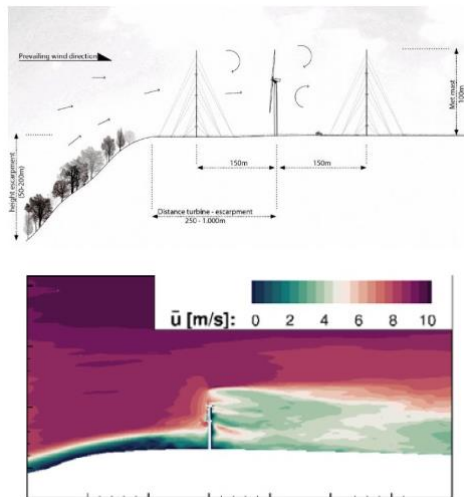 Prevailing wind direction
Met mast
100m
height escarpment
(50-200m)
150m
150m
Distance turbine - escarpment
250 - 1.000m
ū [m/s]: 0 2 4 6 8 10